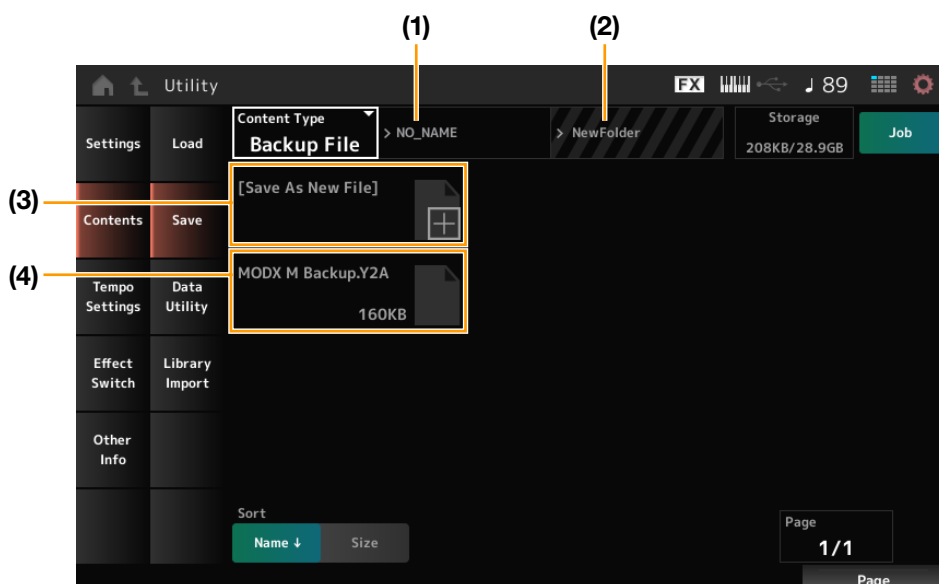 (1)
(2)
Utility
FX
♩ 89
Settings
Load
Content Type
Backup File
> NO_NAME
> NewFolder
Storage
208KB/28.9GB
Job
(3)
[Save As New File]
Contents
Save
(4)
MODX M Backup.Y2A
160KB
Tempo
Settings
Data
Utility
Effect
Switch
Library
Import
Other
Info
Sort
Name ↓
Size
Page
1/1
Page